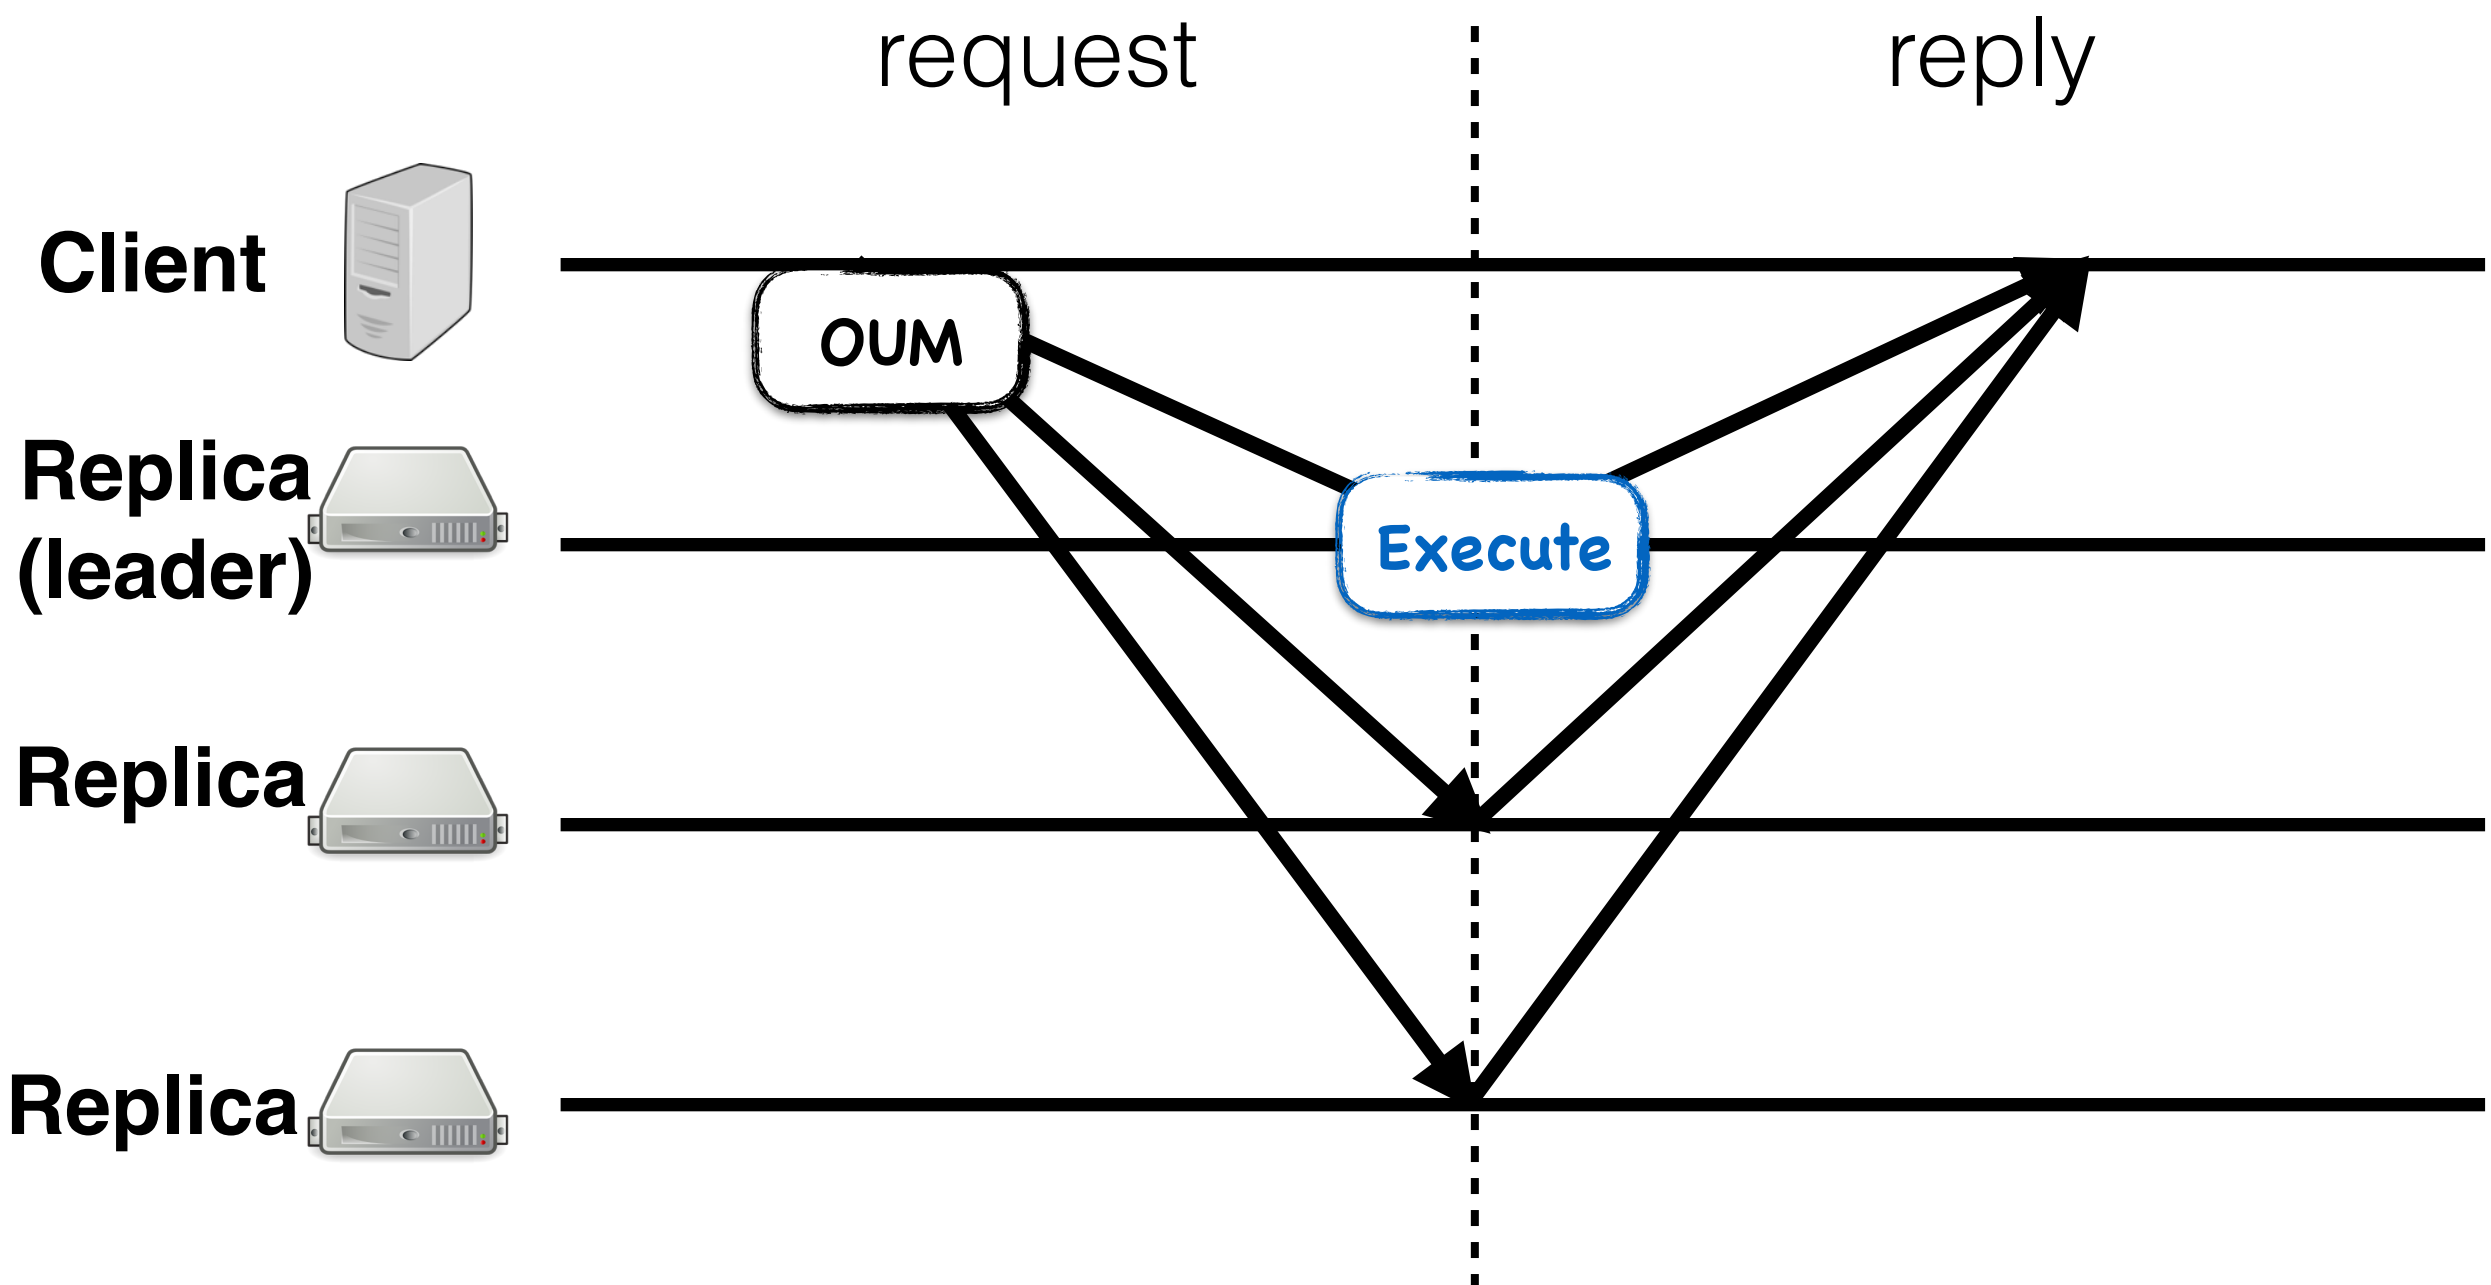 request
reply
Client
OUM
Replica
(leader)
Execute
Replica
Replica